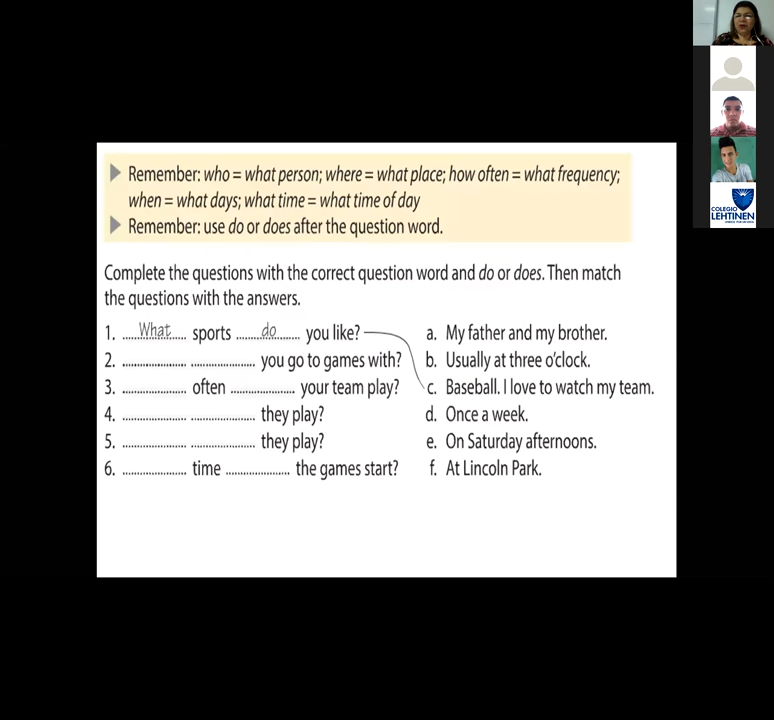 Remember: who = what person; where = what place; how often = what frequency;
when = what days; what time = what time of day
Remember: use do or does after the question word.
Complete the questions with the correct question word and do or does. Then match
the questions with the answers.
1. What sports do you like?
2. .................... .................... you go to games with?
3. .................... often .................... your team play?
4. .................... .................... they play?
5. .................... .................... they play?
6. .................... time .................... the games start?
a. My father and my brother.
b. Usually at three o'clock.
c. Baseball. I love to watch my team.
d. Once a week.
e. On Saturday afternoons.
f. At Lincoln Park.
COLEGIO
LEHTINEN